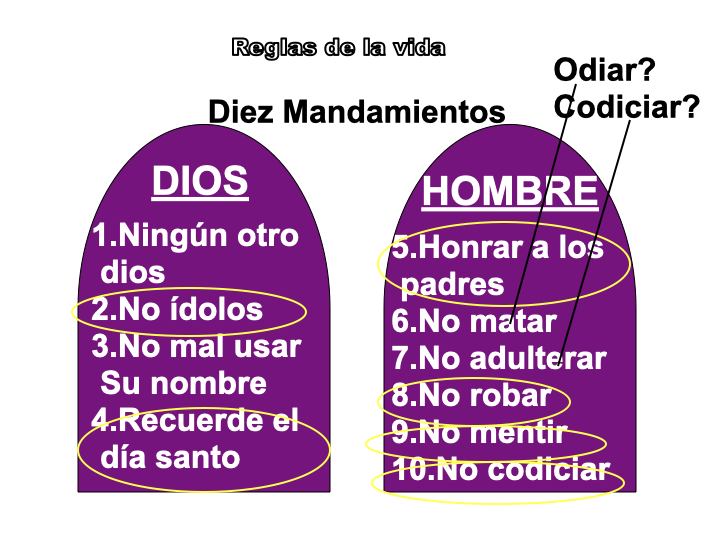 Reglas de la vida
Odiar?
Codiciar?
Diez Mandamientos
DIOS
1.Ningún otro
dios
2.No ídolos
3.No mal usar
Su nombre
4.Recuerde el
día santo
HOMBRE
5.Honrar a los
padres
6.No matar
7.No adulterar
8.No robar
9.No mentir
10.No codiciar